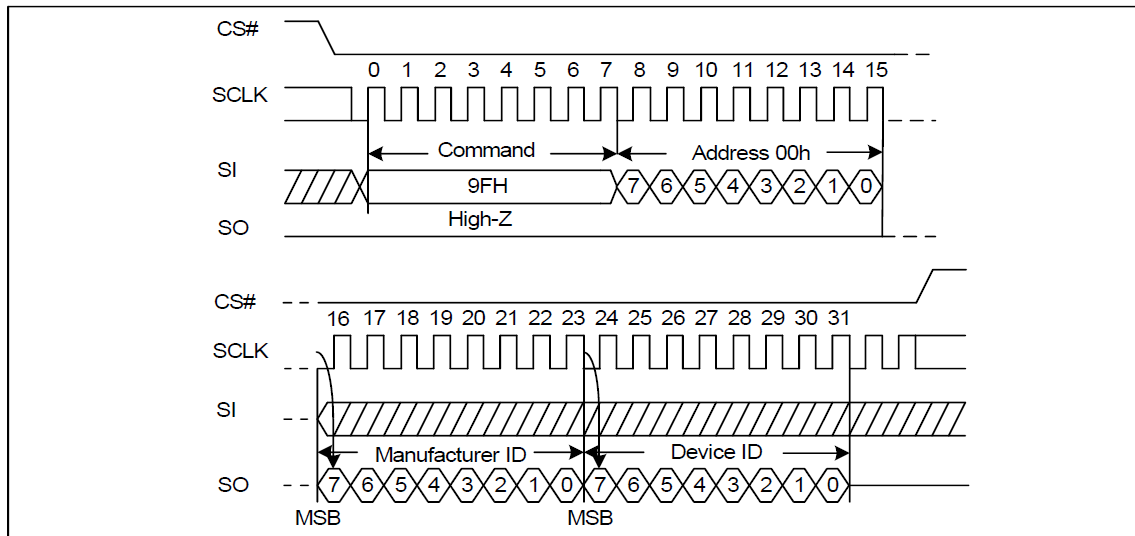 CS#
0 1 2 3 4 5 6 7 8 9 10 11 12 13 14 15
SCLK
Command Address 00h
SI
9FH 7 6 5 4 3 2 1 0
High-Z
SO
CS#
16 17 18 19 20 21 22 23 24 25 26 27 28 29 30 31
SCLK
SI
Manufacturer ID Device ID
SO 7 6 5 4 3 2 1 0 7 6 5 4 3 2 1 0
MSB MSB